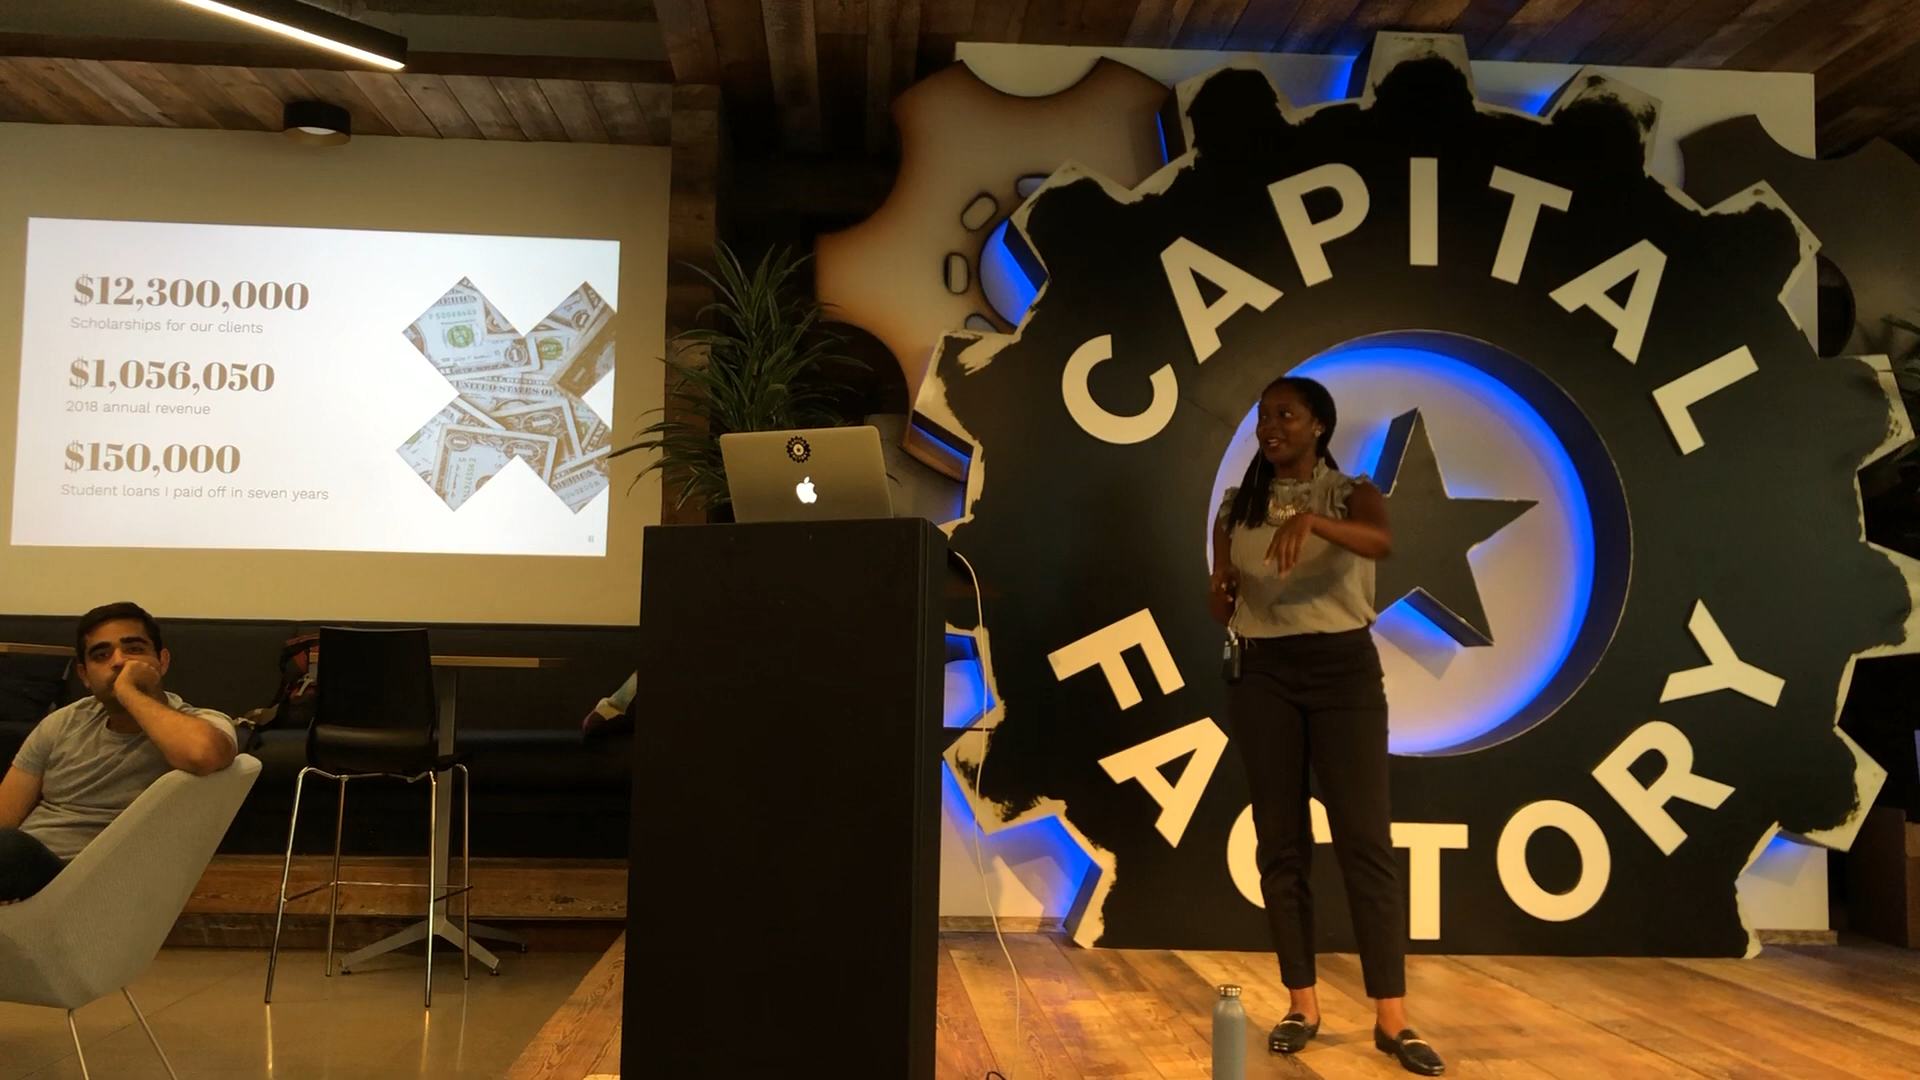 $12,300,000
Scholarships for our clients
$1,056,050
2018 annual revenue
$150,000
Student loans I paid off in seven years
CAPITAL
FACTORY